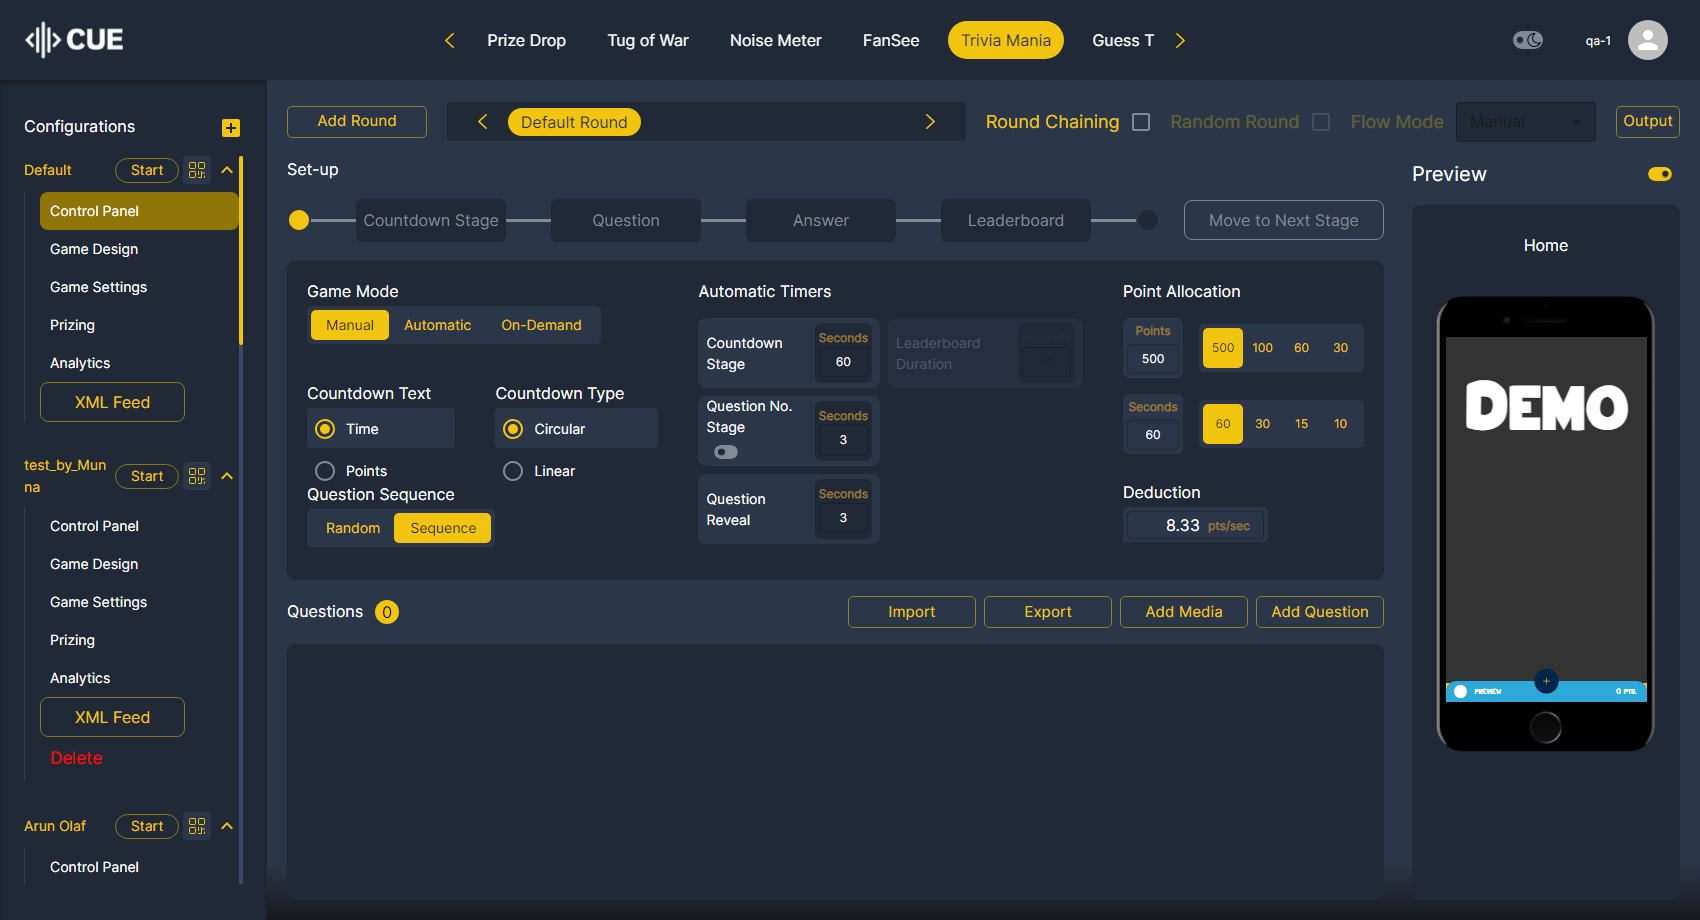 CUE
Prize Drop
Tug of War
Noise Meter
FanSee
Trivia Mania
Guess T
qa-1
Configurations
Default
Start
Control Panel
Game Design
Game Settings
Prizing
Analytics
XML Feed
test_by_Mun
na
Start
Control Panel
Game Design
Game Settings
Prizing
Analytics
XML Feed
Delete
Arun Olaf
Start
Control Panel
Add Round
Default Round
Round Chaining
Random Round
Flow Mode
Manual
Output
Set-up
Countdown Stage
Question
Answer
Leaderboard
Move to Next Stage
Game Mode
Manual
Automatic
On-Demand
Countdown Text
Time
Points
Countdown Type
Circular
Linear
Question Sequence
Random
Sequence
Automatic Timers
Countdown
Stage
Seconds
60
Leaderboard
Duration
Seconds
10
Question No.
Stage
Seconds
3
Question
Reveal
Seconds
3
Point Allocation
Points
500
500
100
60
30
Seconds
60
60
30
15
10
Deduction
8.33 pts/sec
Questions 0
Import
Export
Add Media
Add Question
Preview
Home
DEMO
PREVIEW
0 PTS.